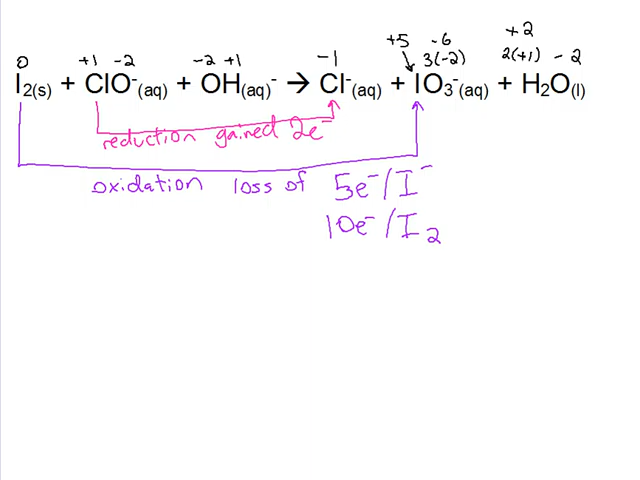 0 +1 -2 -2 +1 -1 +5 -6 +2
3(-2) 2(+1) -2
I2(s) + ClO-(aq) + OH(aq)- → Cl-(aq) + IO3-(aq) + H2O(l)
reduction gained 2e-
oxidation loss of 5e-/I-
10e-/I2